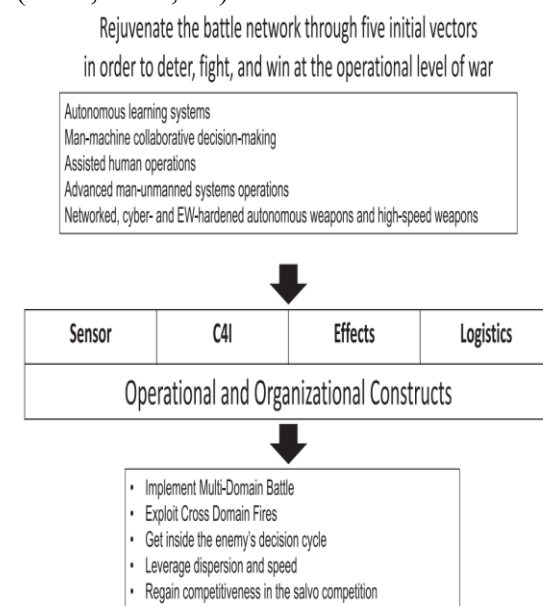 Rejuvenate the battle network through five initial vectors
in order to deter, fight, and win at the operational level of war
Autonomous learning systems
Man-machine collaborative decision-making
Assisted human operations
Advanced man-unmanned systems operations
Networked, cyber- and EW-hardened autonomous weapons and high-speed weapons
Sensor C4I Effects Logistics
Operational and Organizational Constructs
• Implement Multi-Domain Battle
• Exploit Cross Domain Fires
• Get inside the enemy's decision cycle
• Leverage dispersion and speed
• Regain competitiveness in the salvo competition